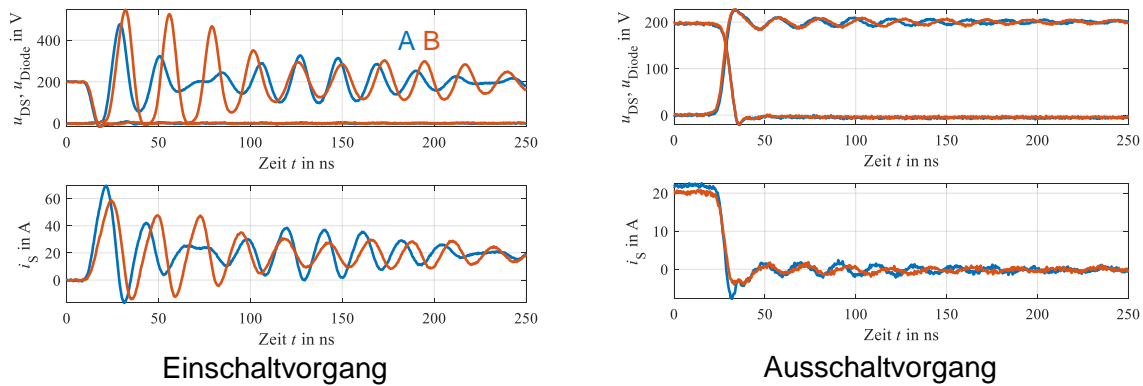 u_DS, u_Diode in V
400
200
0
A B
0 50 100 150 200 250
Zeit t in ns
i_S in A
60
40
20
0
0 50 100 150 200 250
Zeit t in ns
Einschaltvorgang
u_DS, u_Diode in V
200
100
0
0 50 100 150 200 250
Zeit t in ns
i_S in A
20
10
0
0 50 100 150 200 250
Zeit t in ns
Ausschaltvorgang